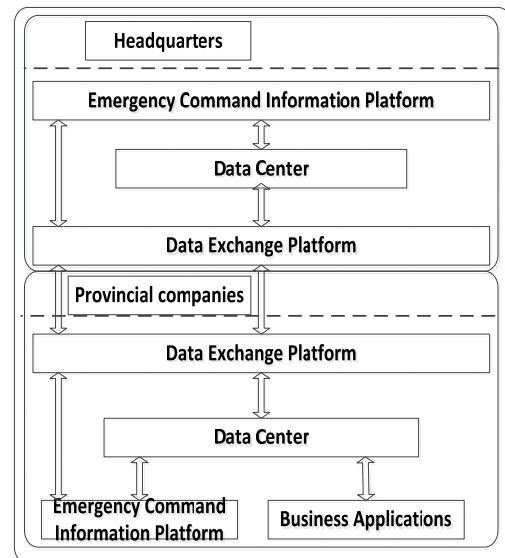 Headquarters
Emergency Command Information Platform
Data Center
Data Exchange Platform
Provincial companies
Data Exchange Platform
Data Center
Emergency Command
Information Platform
Business Applications